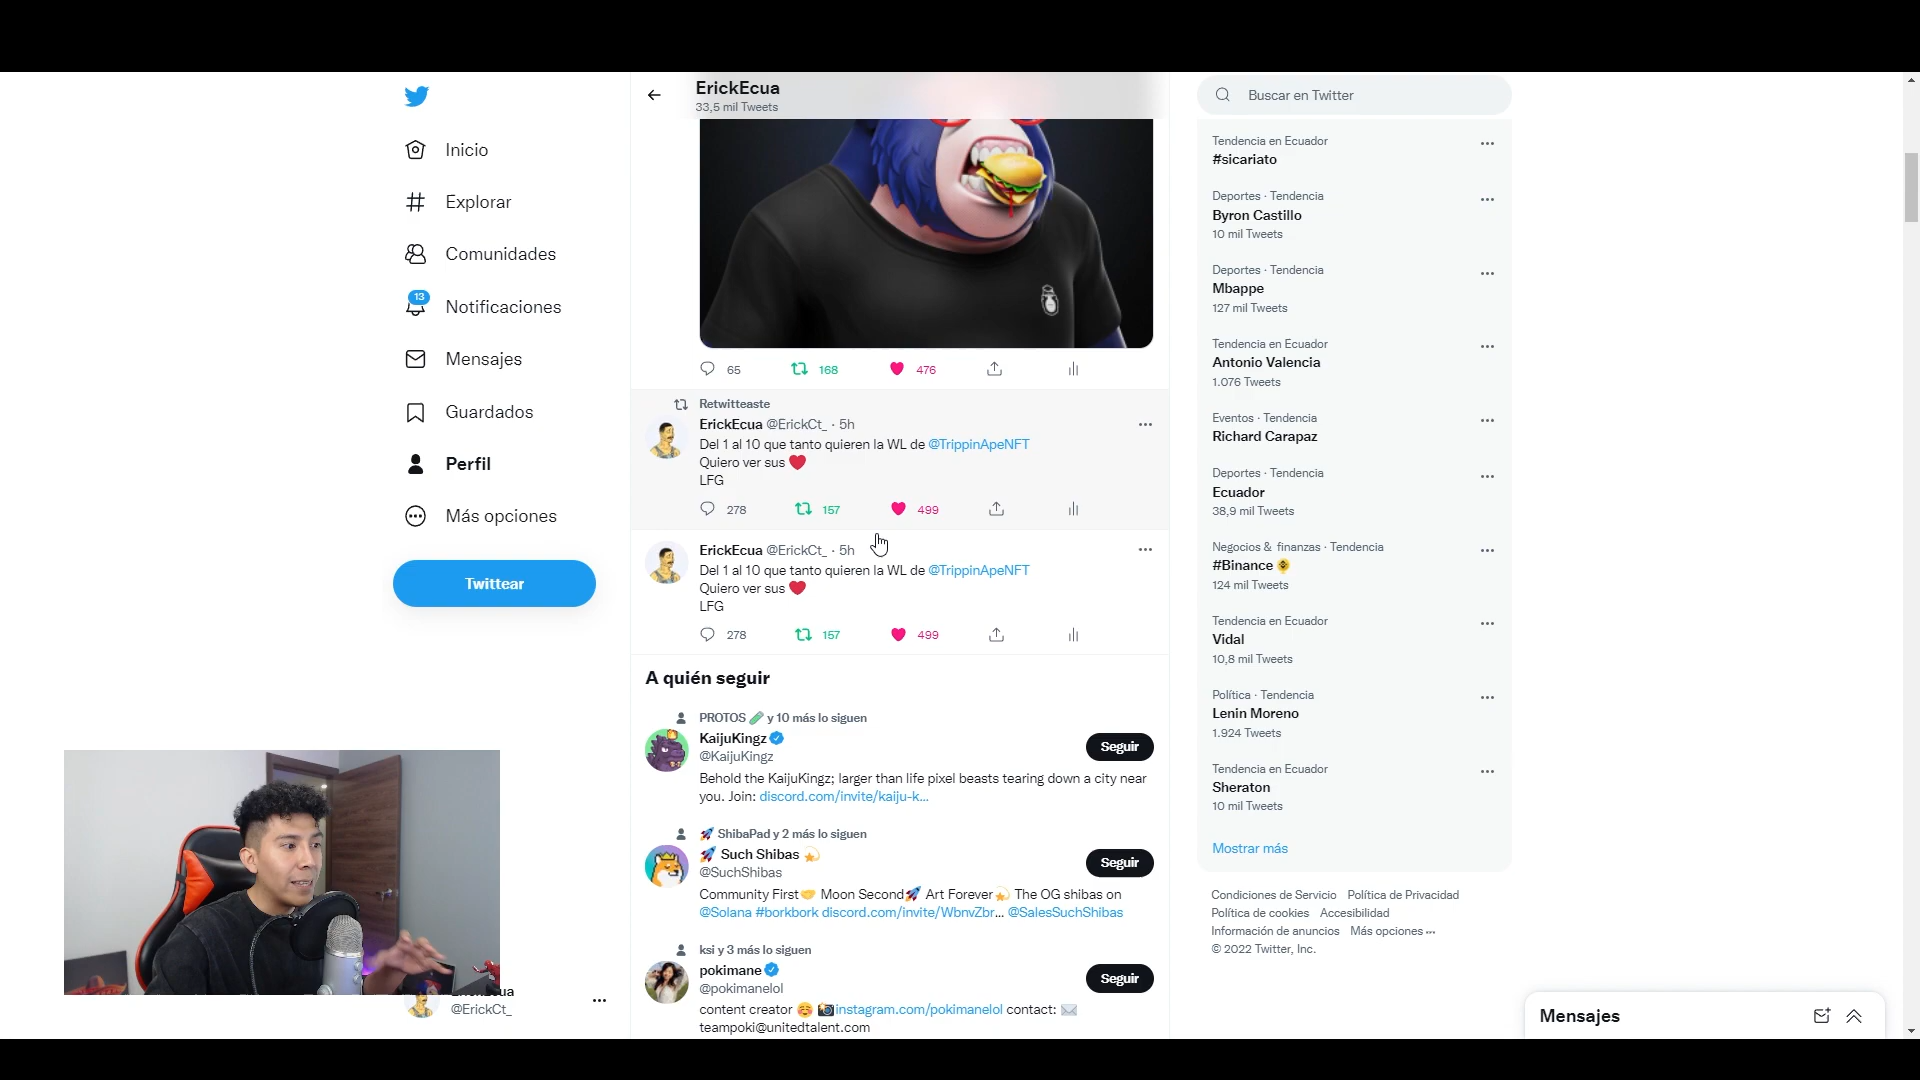 Inicio
Explorar
Comunidades
13
Notificaciones
Mensajes
Guardados
Perfil
Más opciones
Twittear
@ErickCt_
ErickEcua
33,5 mil Tweets
65
168
476
Retwitteaste
ErickEcua @ErickCt_ · 5h
Del 1 al 10 que tanto quieren la WL de @TrippinApeNFT
Quiero ver sus ❤️
LFG
278
157
499
ErickEcua @ErickCt_ · 5h
Del 1 al 10 que tanto quieren la WL de @TrippinApeNFT
Quiero ver sus ❤️
LFG
278
157
499
A quién seguir
PROTOS 🧪 y 10 más lo siguen
KaijuKingz
@KaijuKingz
Seguir
Behold the KaijuKingz; larger than life pixel beasts tearing down a city near
you. Join: discord.com/invite/kaiju-k...
🚀 ShibaPad y 2 más lo siguen
🚀 Such Shibas 💫
@SuchShibas
Seguir
Community First🤝 Moon Second🚀 Art Forever💫 The OG shibas on
@Solana #borkbork discord.com/invite/WbnvZbr... @SalesSuchShibas
ksi y 3 más lo siguen
pokimane
@pokimanelol
Seguir
content creator ☺️ 📸instagram.com/pokimanelol contact: ✉️
teampoki@unitedtalent.com
Buscar en Twitter
Tendencia en Ecuador
#sicariato
Deportes · Tendencia
Byron Castillo
10 mil Tweets
Deportes · Tendencia
Mbappe
127 mil Tweets
Tendencia en Ecuador
Antonio Valencia
1.076 Tweets
Eventos · Tendencia
Richard Carapaz
Deportes · Tendencia
Ecuador
38,9 mil Tweets
Negocios & finanzas · Tendencia
#Binance
124 mil Tweets
Tendencia en Ecuador
Vidal
10,8 mil Tweets
Política · Tendencia
Lenin Moreno
1.924 Tweets
Tendencia en Ecuador
Sheraton
10 mil Tweets
Mostrar más
Condiciones de Servicio Política de Privacidad
Política de cookies Accesibilidad
Información de anuncios Más opciones ···
© 2022 Twitter, Inc.
Mensajes